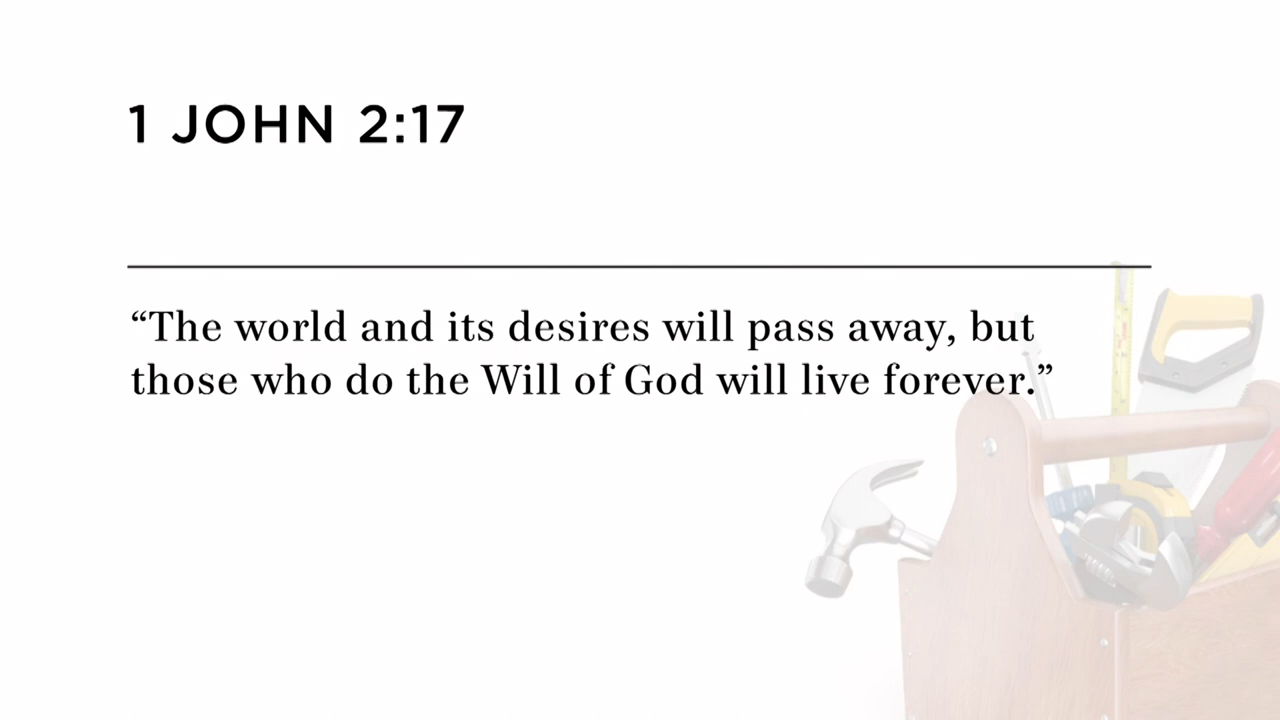 1 JOHN 2:17
“The world and its desires will pass away, but
those who do the Will of God will live forever.”